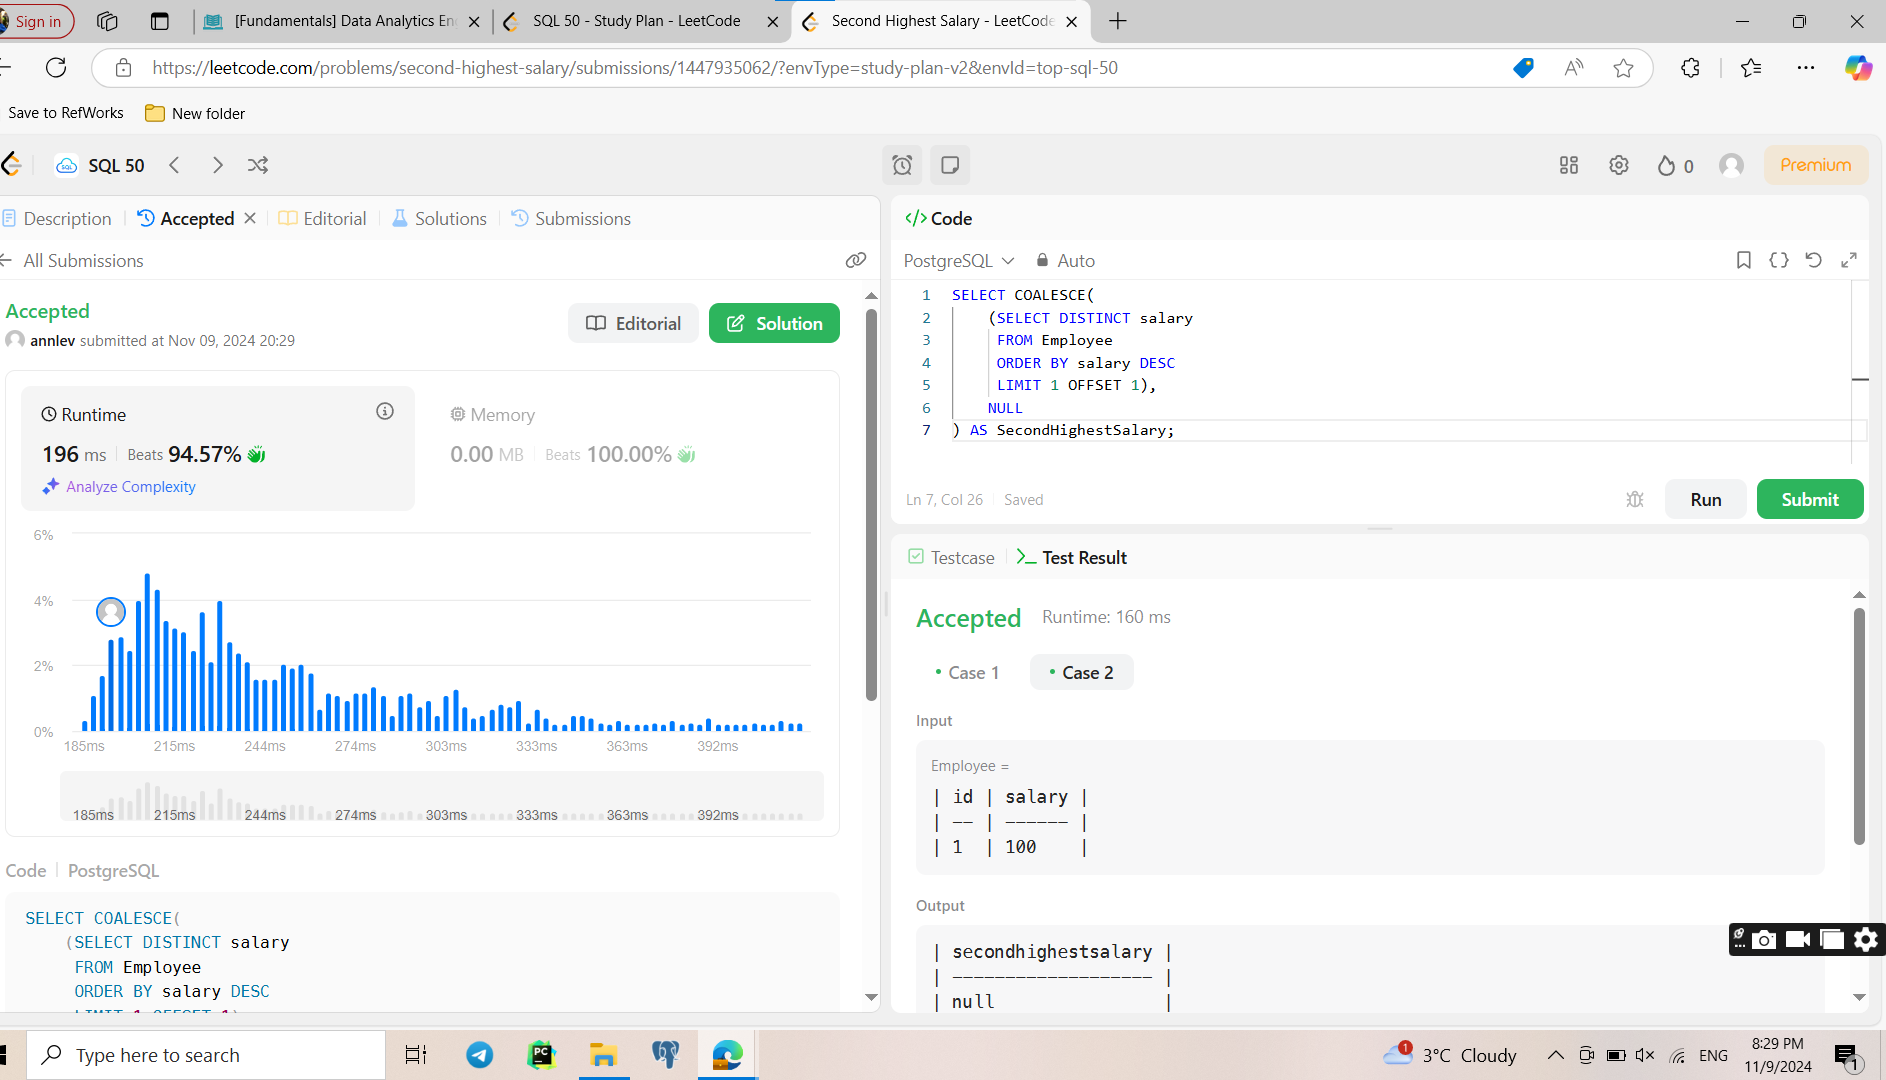 Sign in
[Fundamentals] Data Analytics En
SQL 50 - Study Plan - LeetCode
Second Highest Salary - LeetCode
https://leetcode.com/problems/second-highest-salary/submissions/1447935062/?envType=study-plan-v2&envId=top-sql-50
Save to RefWorks
New folder
SQL 50
0
Premium
Description
Accepted
Editorial
Solutions
Submissions
All Submissions
Accepted
annlev submitted at Nov 09, 2024 20:29
Editorial
Solution
Runtime
196 ms
Beats 94.57%
Analyze Complexity
Memory
0.00 MB
Beats 100.00%
6%
4%
2%
0%
185ms 215ms 244ms 274ms 303ms 333ms 363ms 392ms
185ms 215ms 244ms 274ms 303ms 333ms 363ms 392ms
Code
PostgreSQL
SELECT COALESCE(
(SELECT DISTINCT salary
FROM Employee
ORDER BY salary DESC
LIMIT 1 OFFSET 1)
</> Code
PostgreSQL
Auto
1 SELECT COALESCE(
2 (SELECT DISTINCT salary
3 FROM Employee
4 ORDER BY salary DESC
5 LIMIT 1 OFFSET 1),
6 NULL
7 ) AS SecondHighestSalary;
Ln 7, Col 26
Saved
Run
Submit
Testcase
Test Result
Accepted
Runtime: 160 ms
• Case 1
• Case 2
Input
Employee =
| id | salary |
| -- | ------ |
| 1 | 100 |
Output
| secondhighestsalary |
| ------------------- |
| null |
Type here to search
1
3°C Cloudy
ENG
8:29 PM
11/9/2024
1